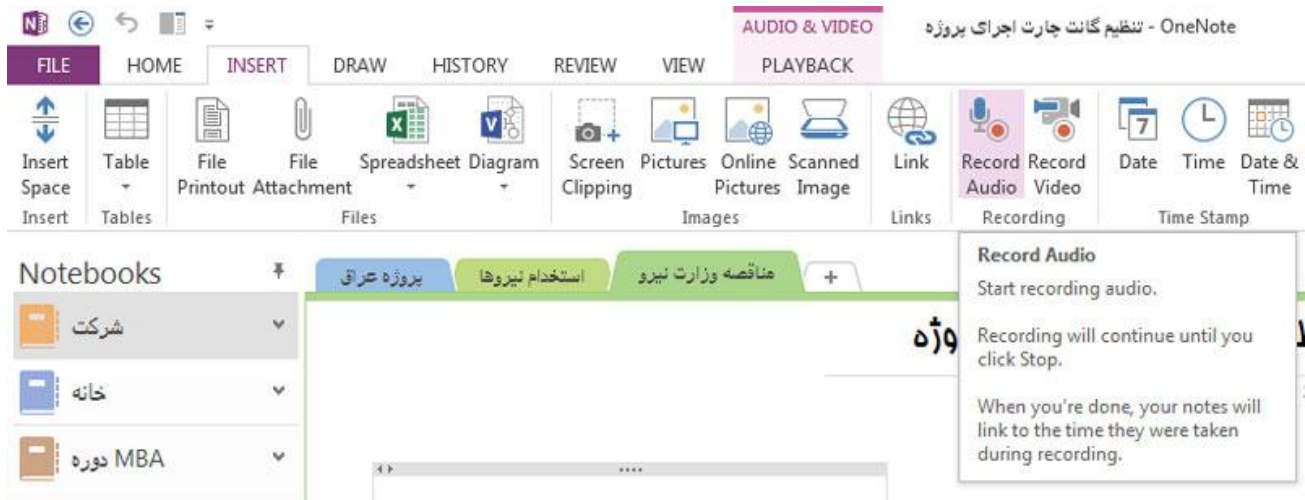 تنظیم گانت چارت اجرای پروژه - OneNote
AUDIO & VIDEO
FILE HOME INSERT DRAW HISTORY REVIEW VIEW PLAYBACK
Insert Space
Table
File Printout
File Attachment
Spreadsheet
Diagram
Screen Clipping
Pictures
Online Pictures
Scanned Image
Link
Record Audio
Record Video
Date
Time
Date & Time
Insert Tables Files Images Links Recording Time Stamp
Notebooks
پروژه عراق
استخدام نیروها
مناقصه وزارت نیرو
+
شرکت
خانه
دوره MBA
Record Audio
Start recording audio.
Recording will continue until you
click Stop.
When you're done, your notes will
link to the time they were taken
during recording.